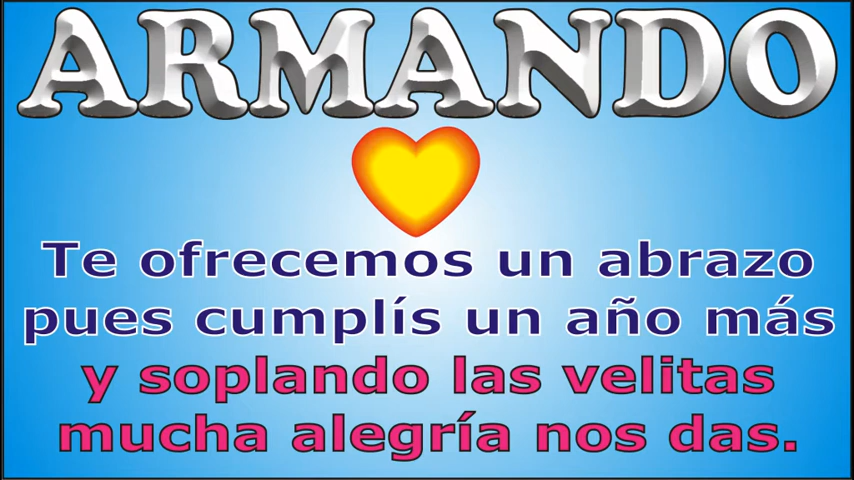 ARMANDO
Te ofrecemos un abrazo
pues cumplís un año más
y soplando las velitas
mucha alegría nos das.